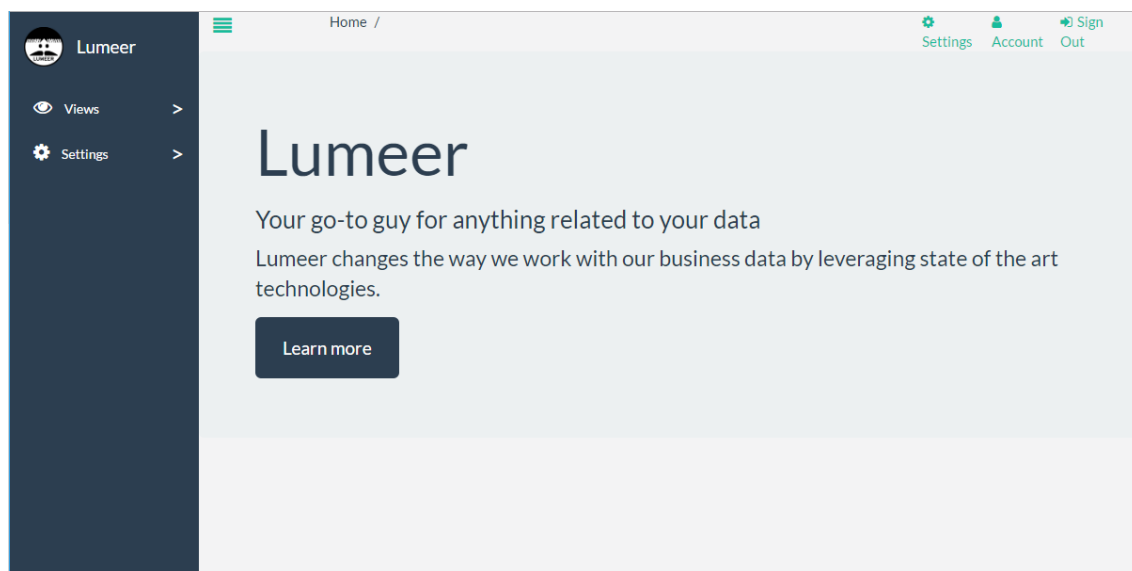 Lumeer
LUMEER
Views >
Settings >
Home /
Settings
Account
Sign
Out
Lumeer
Your go-to guy for anything related to your data
Lumeer changes the way we work with our business data by leveraging state of the art
technologies.
Learn more